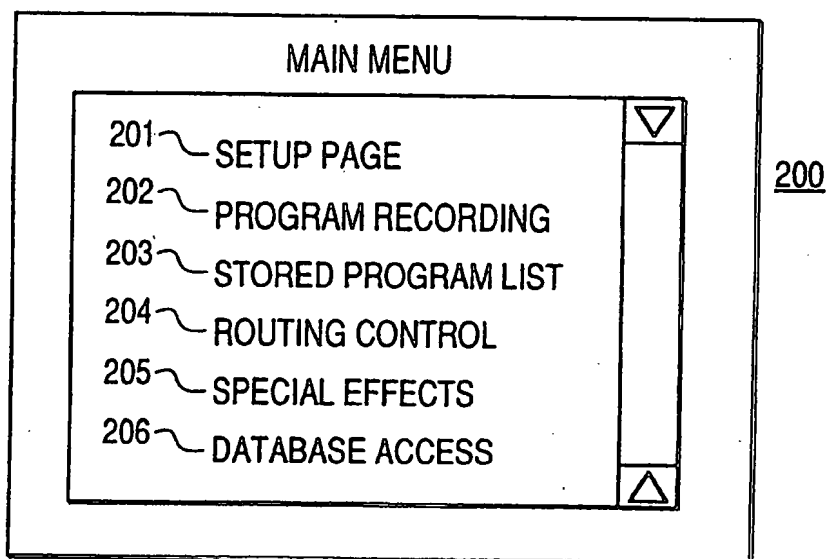 MAIN MENU
201 SETUP PAGE
200
202 PROGRAM RECORDING
203 STORED PROGRAM LIST
204 ROUTING CONTROL
205 SPECIAL EFFECTS
206 DATABASE ACCESS